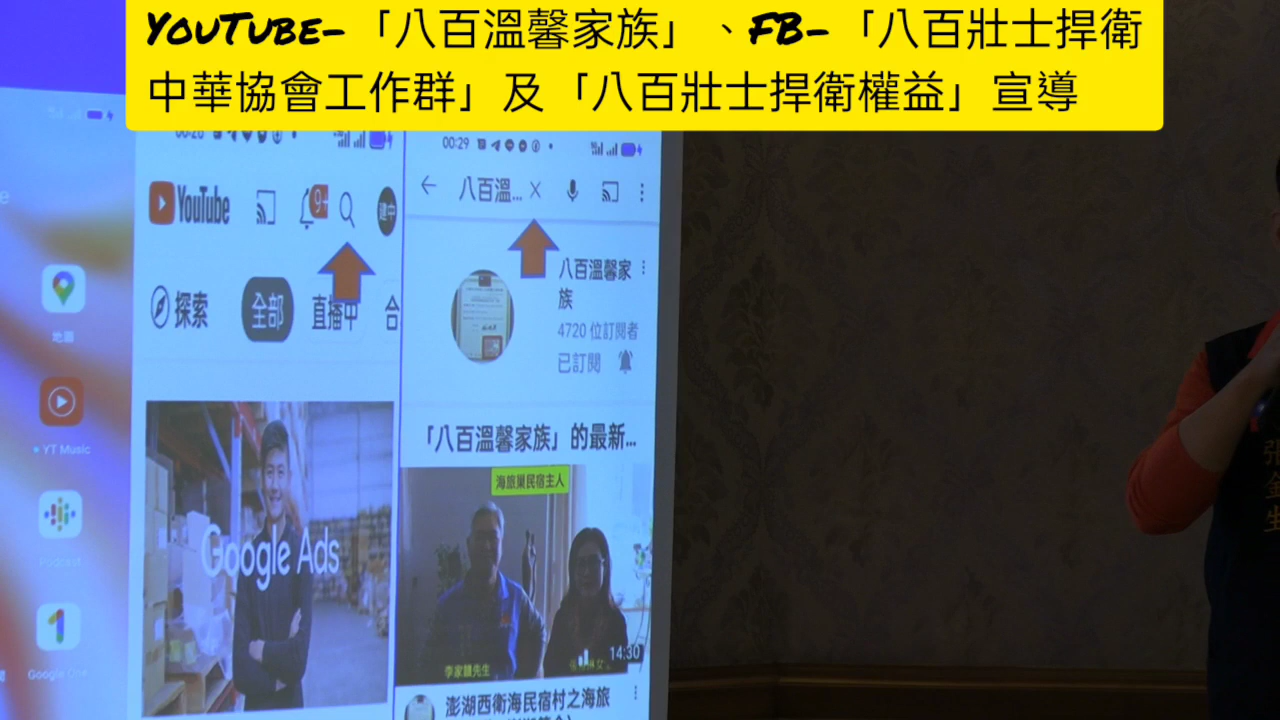 YouTube-「八百溫馨家族」、FB-「八百壯士捍衛
中華協會工作群」及「八百壯士捍衛權益」宣導
00:29
YouTube
9+
建中
八百溫...
探索
全部
直播中
合
八百溫馨家
族
4720 位訂閱者
已訂閱
地圖
YT Music
Podcast
Google One
Google Ads
「八百溫馨家族」的最新...
海旅巢民宿主人
李家鑲先生
14:30
澎湖西衛海民宿村之海旅